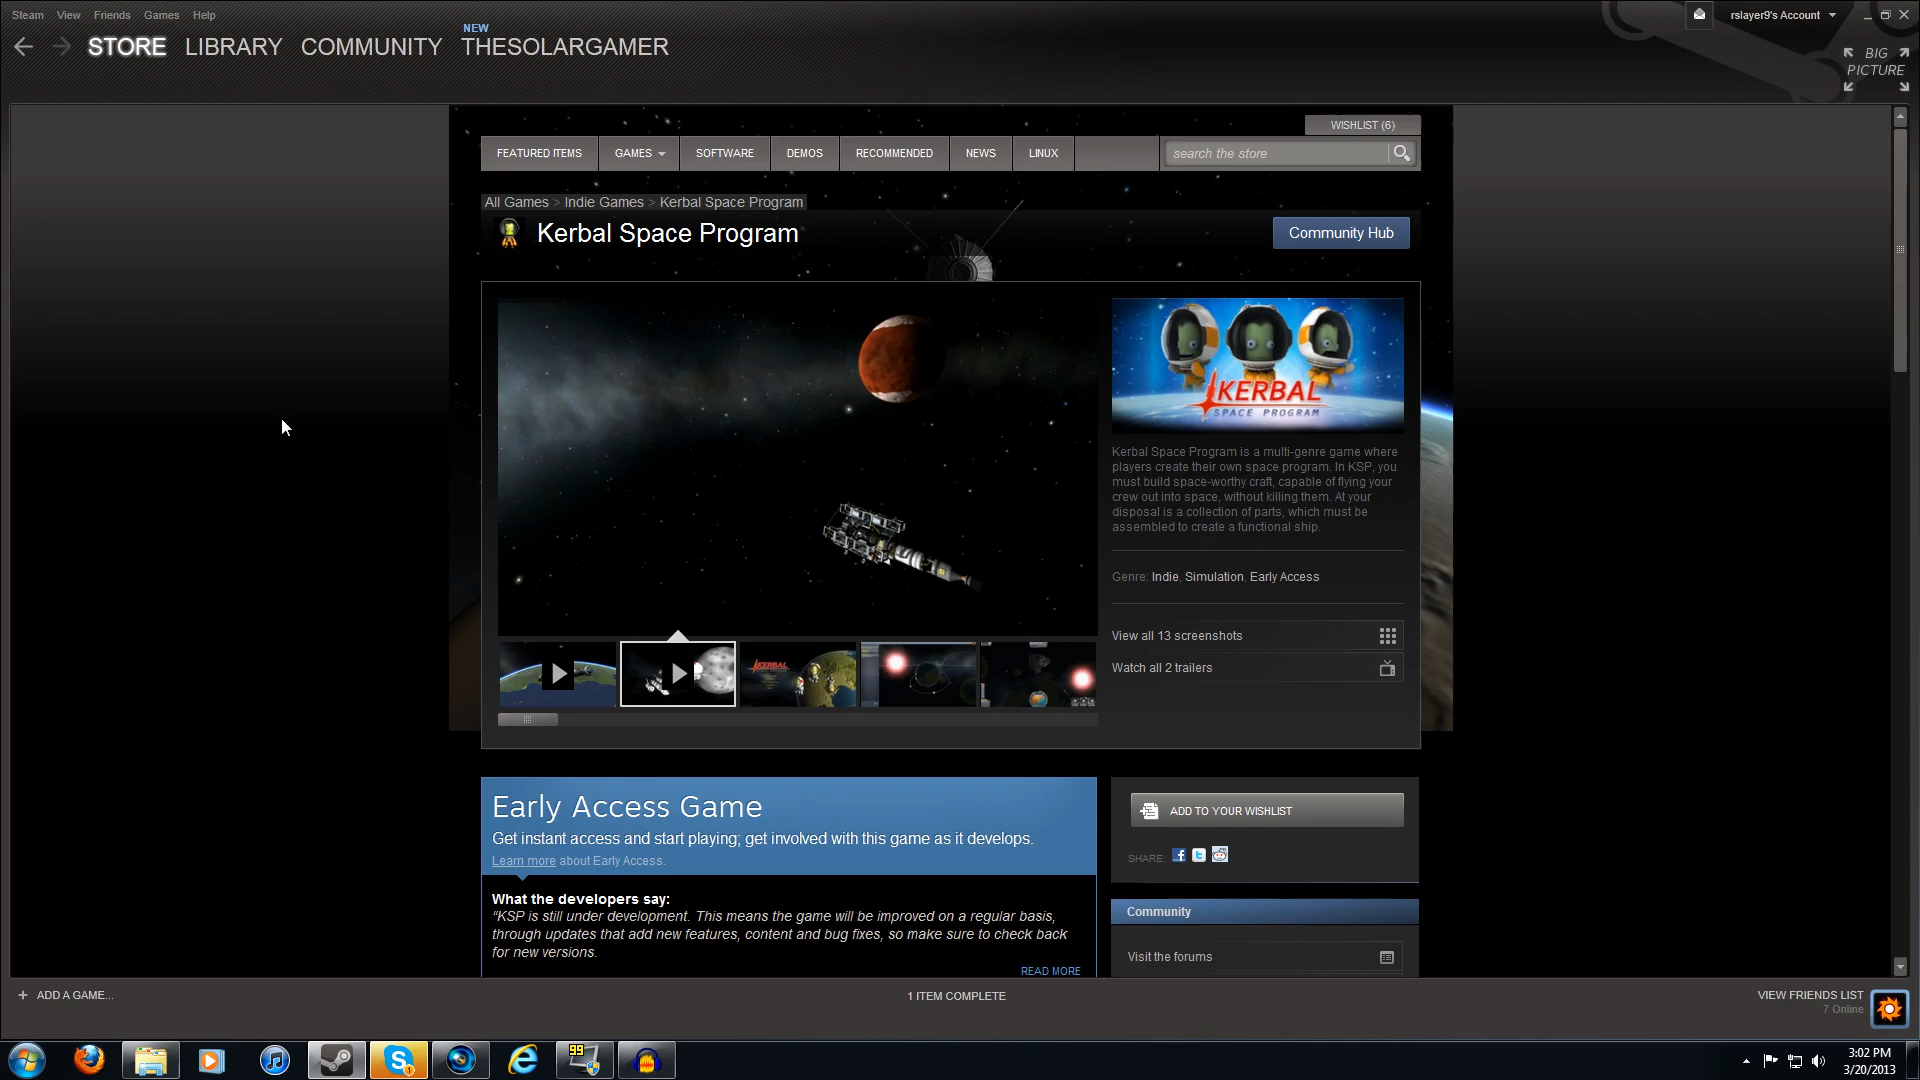 Steam View Friends Games Help
rslayer9's Account
NEW
STORE LIBRARY COMMUNITY THESOLARGAMER
BIG
PICTURE
WISHLIST (6)
FEATURED ITEMS GAMES SOFTWARE DEMOS RECOMMENDED NEWS LINUX search the store
All Games > Indie Games > Kerbal Space Program
Kerbal Space Program
Community Hub
KERBAL
SPACE PROGRAM
Kerbal Space Program is a multi-genre game where
players create their own space program. In KSP, you
must build space-worthy craft, capable of flying your
crew out into space, without killing them. At your
disposal is a collection of parts, which must be
assembled to create a functional ship.
Genre: Indie, Simulation, Early Access
View all 13 screenshots
Watch all 2 trailers
KERBAL
Early Access Game
Get instant access and start playing; get involved with this game as it develops.
Learn more about Early Access.
What the developers say:
“KSP is still under development. This means the game will be improved on a regular basis,
through updates that add new features, content and bug fixes, so make sure to check back
for new versions.
READ MORE
ADD TO YOUR WISHLIST
SHARE:
Community
Visit the forums
+ ADD A GAME...
1 ITEM COMPLETE
VIEW FRIENDS LIST
7 Online
99
1
3:02 PM
3/20/2013